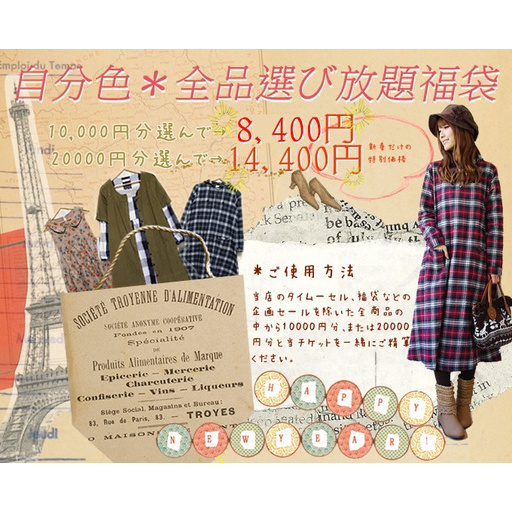 Emploi du Temps
自分色＊全品選び放題福袋
10,000円分選んで→ 8,400円
20000円分選んで→ 14,400円
新春だけの
特別価格
＊ご使用方法
当店のタイムーセル、福袋などの
企画セールを除いた全商品の
中から10000円分、または20000
円分と当チケットを一緒にご精算
ください。
SOCIÉTÉ TROYENNE D'ALIMENTATION
SOCIÉTÉ ANONYME COOPÉRATIVE
Fondée en 1907
Spécialité
de
Produits Alimentaires de Marque
Epicerie - Mercerie
Charcuterie
Confiserie - Vins - Liqueurs
Siège Social, Magasins et Bureau:
83, Rue de Paris, 83. TROYES
MAISON
HAPPY
NEWYEAR!
Jeudi